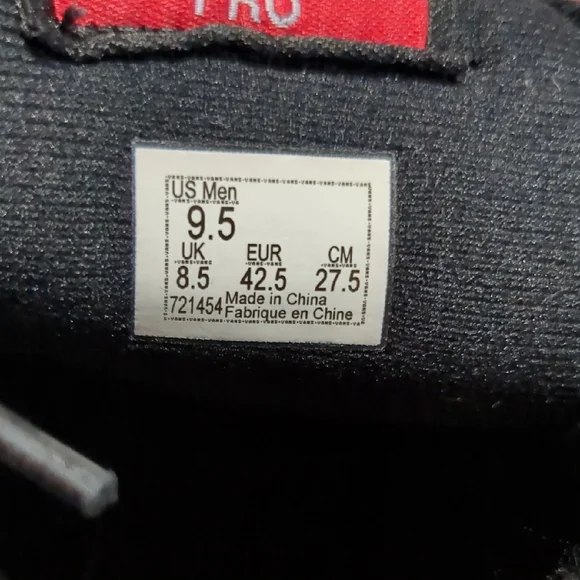 PRO
US Men
9.5
UK EUR CM
8.5 42.5 27.5
721454 Made in China
Fabrique en Chine